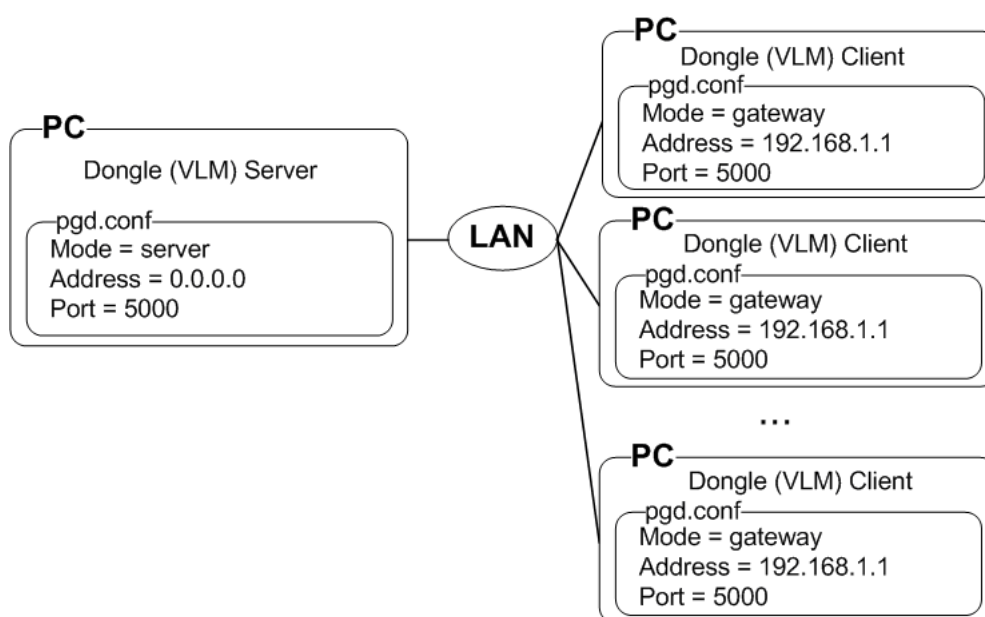 PC
Dongle (VLM) Server
pgd.conf
Mode = server
Address = 0.0.0.0
Port = 5000
LAN
PC
Dongle (VLM) Client
pgd.conf
Mode = gateway
Address = 192.168.1.1
Port = 5000
PC
Dongle (VLM) Client
pgd.conf
Mode = gateway
Address = 192.168.1.1
Port = 5000
...
PC
Dongle (VLM) Client
pgd.conf
Mode = gateway
Address = 192.168.1.1
Port = 5000